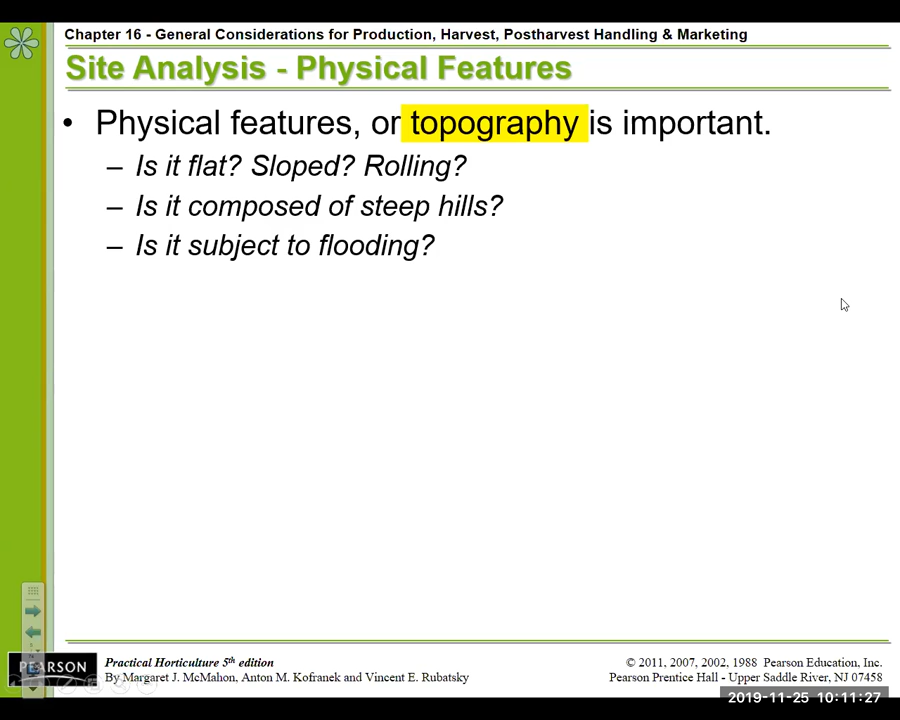 Chapter 16 - General Considerations for Production, Harvest, Postharvest Handling & Marketing
Site Analysis - Physical Features
• Physical features, or topography is important.
– Is it flat? Sloped? Rolling?
– Is it composed of steep hills?
– Is it subject to flooding?
PEARSON
Practical Horticulture 5th edition
By Margaret J. McMahon, Anton M. Kofranek and Vincent E. Rubatsky
© 2011, 2007, 2002, 1988 Pearson Education, Inc.
Pearson Prentice Hall - Upper Saddle River, NJ 07458
2019-11-25 10:11:27